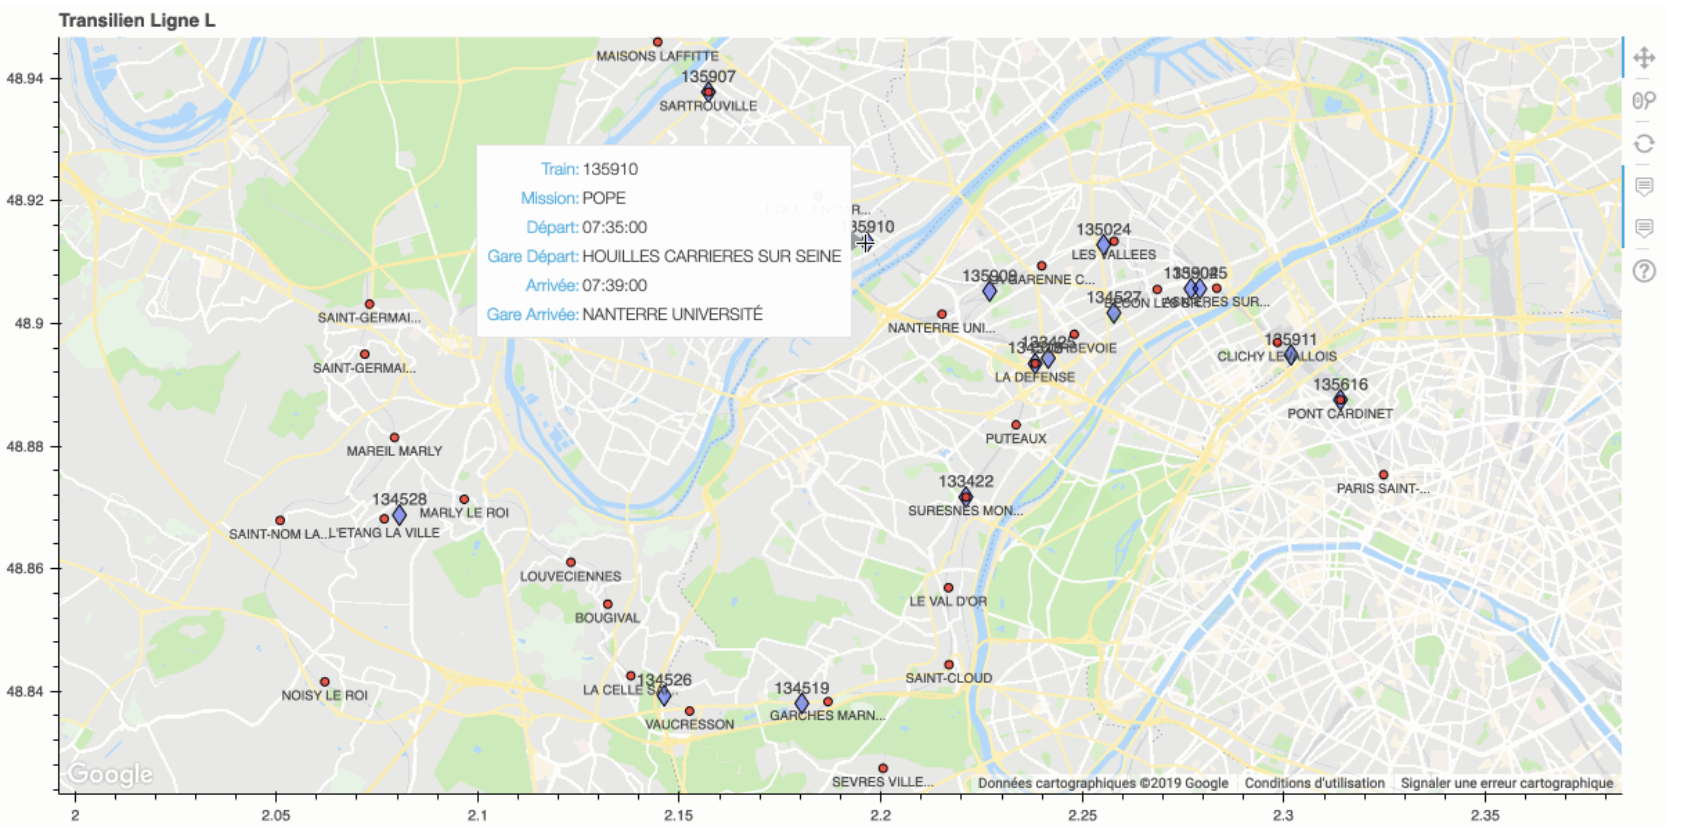 Transilien Ligne L
48.94
48.92
48.9
48.88
48.86
48.84
MAISONS LAFFITTE
135907
SARTROUVILLE
Train: 135910
Mission: POPE
Départ: 07:35:00
Gare Départ: HOUILLES CARRIERES SUR SEINE
Arrivée: 07:39:00
Gare Arrivée: NANTERRE UNIVERSITÉ
135024
LES VALLEES
NANTERRE UNI...
LA DEFENSE
135911
CLICHY LEVALLOIS
135616
PONT CARDINET
PUTEAUX
PARIS SAINT-...
133422
SURESNES MON...
SAINT-GERMAI...
SAINT-GERMAI...
MAREIL MARLY
134528
MARLY LE ROI
SAINT-NOM LA...
L'ETANG LA VILLE
LOUVECIENNES
BOUGIVAL
LE VAL D'OR
SAINT-CLOUD
NOISY LE ROI
134526
VAUCRESSON
134519
GARCHES MARN...
SEVRES VILLE...
Google
Données cartographiques ©2019 Google
Conditions d'utilisation
Signaler une erreur cartographique
2
2.05
2.1
2.15
2.2
2.25
2.3
2.35